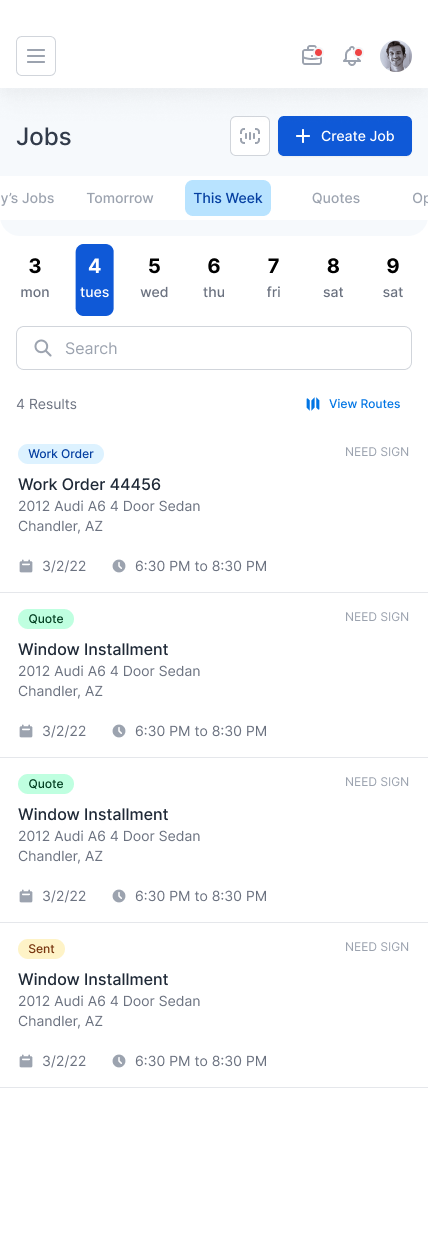 Jobs
Create Job
y's Jobs Tomorrow This Week Quotes Op
3 4 5 6 7 8 9
mon tues wed thu fri sat sat
Search
4 Results View Routes
Work Order NEED SIGN
Work Order 44456
2012 Audi A6 4 Door Sedan
Chandler, AZ
3/2/22 6:30 PM to 8:30 PM
Quote NEED SIGN
Window Installment
2012 Audi A6 4 Door Sedan
Chandler, AZ
3/2/22 6:30 PM to 8:30 PM
Quote NEED SIGN
Window Installment
2012 Audi A6 4 Door Sedan
Chandler, AZ
3/2/22 6:30 PM to 8:30 PM
Sent NEED SIGN
Window Installment
2012 Audi A6 4 Door Sedan
Chandler, AZ
3/2/22 6:30 PM to 8:30 PM